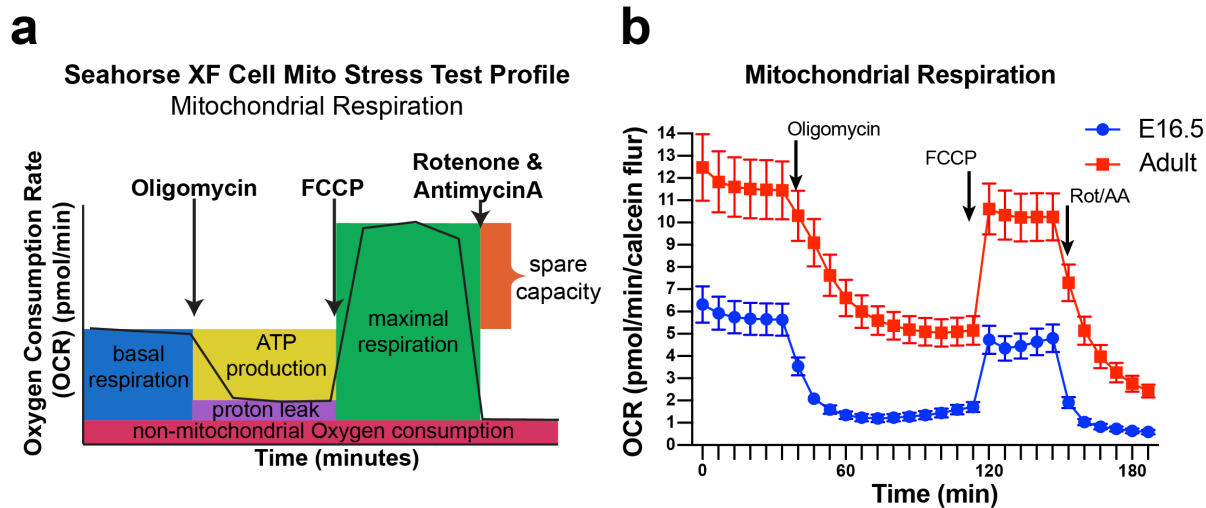 a
Seahorse XF Cell Mito Stress Test Profile
Mitochondrial Respiration
Oxygen Consumption Rate
(OCR) (pmol/min)
Oligomycin
FCCP
Rotenone &
AntimycinA
basal
respiration
ATP
production
proton leak
maximal
respiration
spare
capacity
non-mitochondrial Oxygen consumption
Time (minutes)
b
Mitochondrial Respiration
OCR (pmol/min/calcein flur)
14
13
12
11
10
9
8
7
6
5
4
3
2
1
0
Oligomycin
FCCP
Rot/AA
E16.5
Adult
0 60 120 180
Time (min)